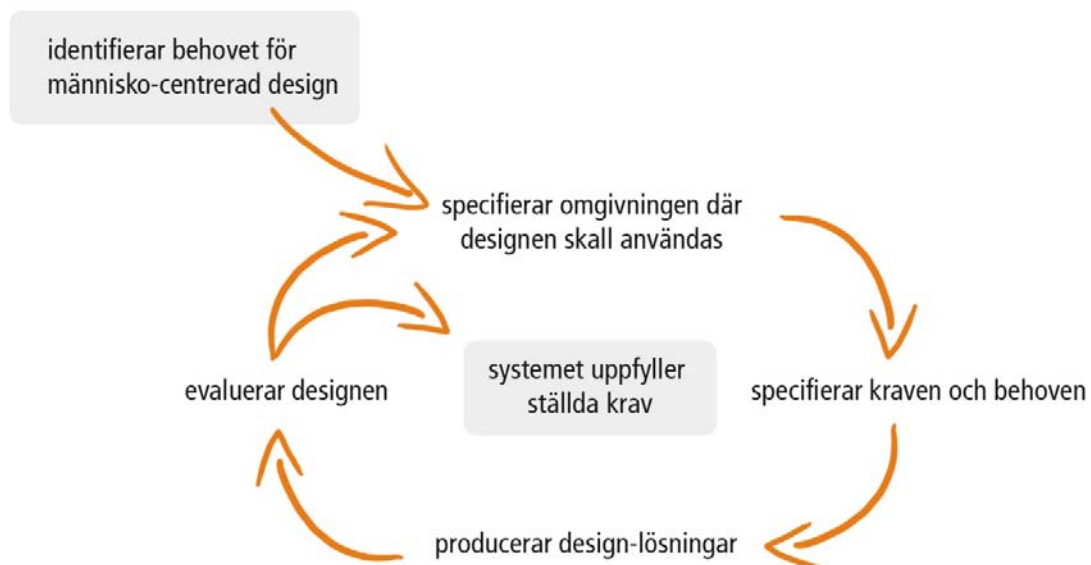 identifierar behovet för
människo-centrerad design
specifierar omgivningen där
designen skall användas
evaluerar designen
systemet uppfyller
ställda krav
specifierar kraven och behoven
producerar design-lösningar